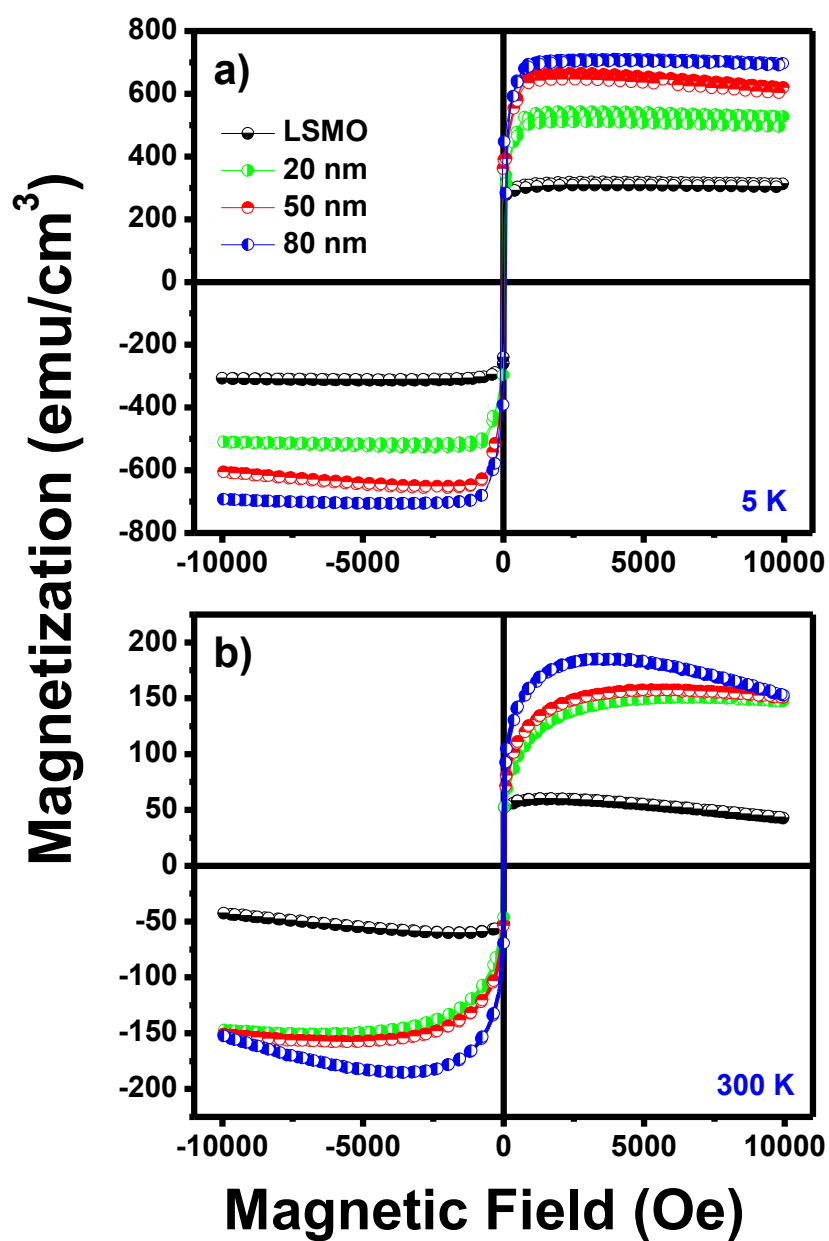 Magnetization (emu/cm³)
a)
LSMO
20 nm
50 nm
80 nm
800
600
400
200
0
-200
-400
-600
-800
5 K
-10000 -5000 0 5000 10000
b)
200
150
100
50
0
-50
-100
-150
-200
300 K
-10000 -5000 0 5000 10000
Magnetic Field (Oe)